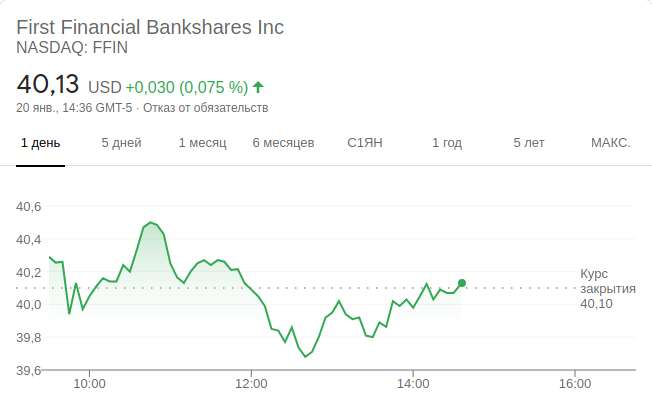 First Financial Bankshares Inc
NASDAQ: FFIN
40,13 USD +0,030 (0,075 %)
20 янв., 14:36 GMT-5 · Отказ от обязательств
1 день 5 дней 1 месяц 6 месяцев С1ЯН 1 год 5 лет МАКС.
40,6
40,4
40,2
40,0
39,8
39,6
Курс
закрытия
40,10
10:00 12:00 14:00 16:00